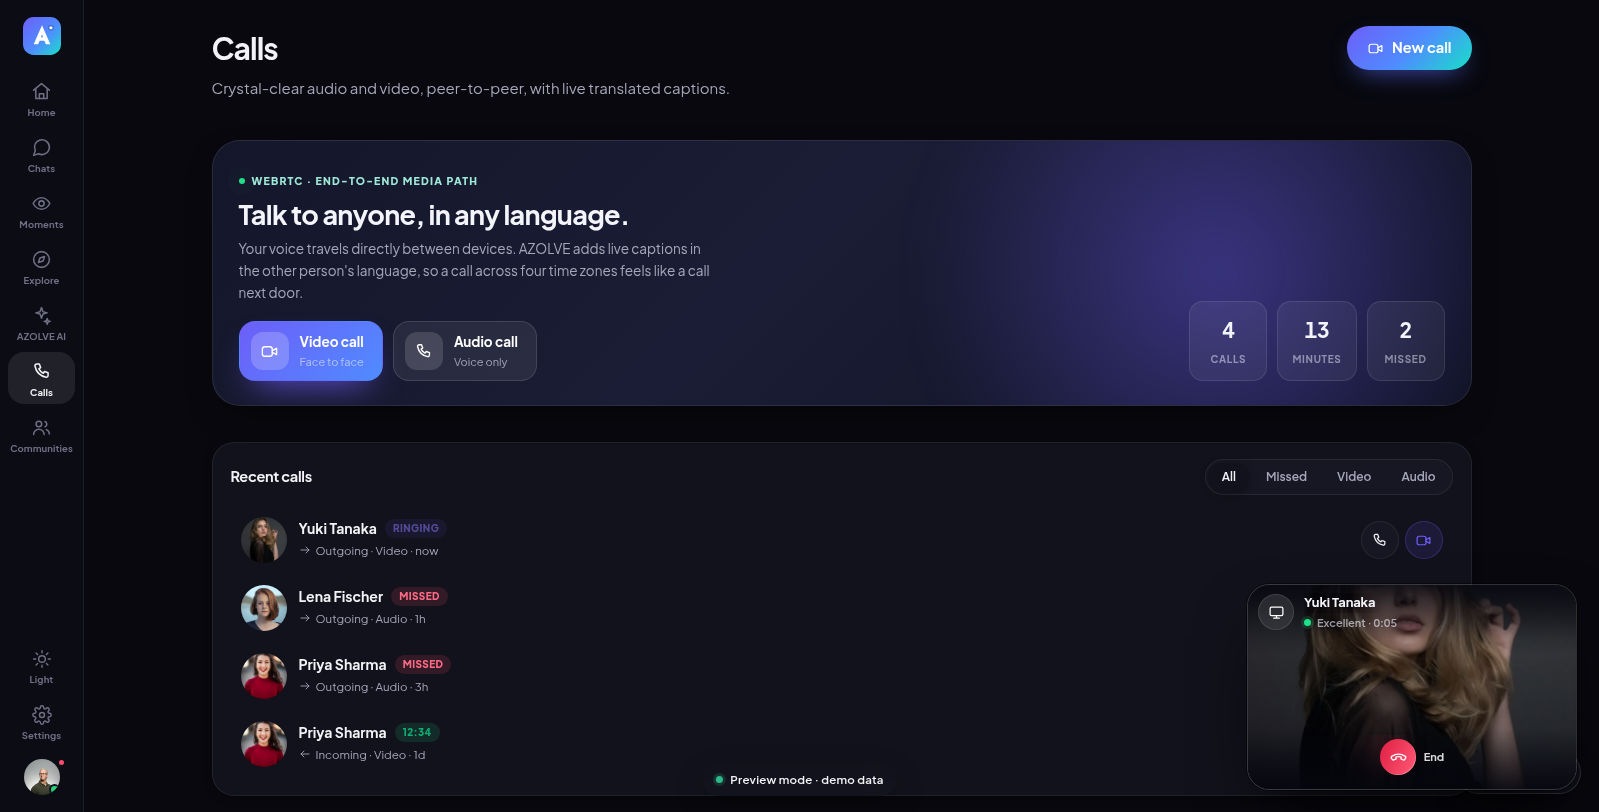 A
Home
Chats
Moments
Explore
AZOLVE AI
Calls
Communities
Light
Settings
Calls
Crystal-clear audio and video, peer-to-peer, with live translated captions.
New call
WEBRTC · END-TO-END MEDIA PATH
Talk to anyone, in any language.
Your voice travels directly between devices. AZOLVE adds live captions in
the other person's language, so a call across four time zones feels like a call
next door.
Video call
Face to face
Audio call
Voice only
4
CALLS
13
MINUTES
2
MISSED
Recent calls
All
Missed
Video
Audio
Yuki Tanaka RINGING
→ Outgoing · Video · now
Lena Fischer MISSED
→ Outgoing · Audio · 1h
Priya Sharma MISSED
→ Outgoing · Audio · 3h
Priya Sharma 12:34
← Incoming · Video · 1d
Yuki Tanaka
Excellent · 0:05
End
Preview mode · demo data